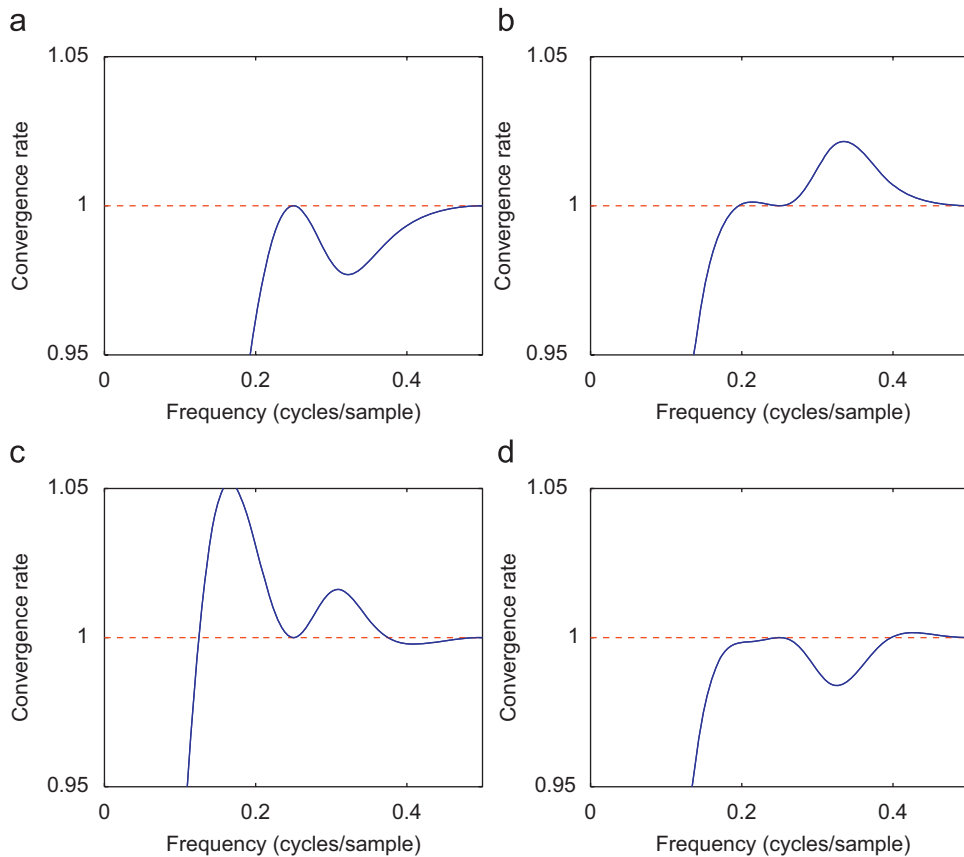 a
1.05
1
0.95
Convergence rate
0
0.2
0.4
Frequency (cycles/sample)
b
1.05
1
0.95
Convergence rate
0
0.2
0.4
Frequency (cycles/sample)
c
1.05
1
0.95
Convergence rate
0
0.2
0.4
Frequency (cycles/sample)
d
1.05
1
0.95
Convergence rate
0
0.2
0.4
Frequency (cycles/sample)